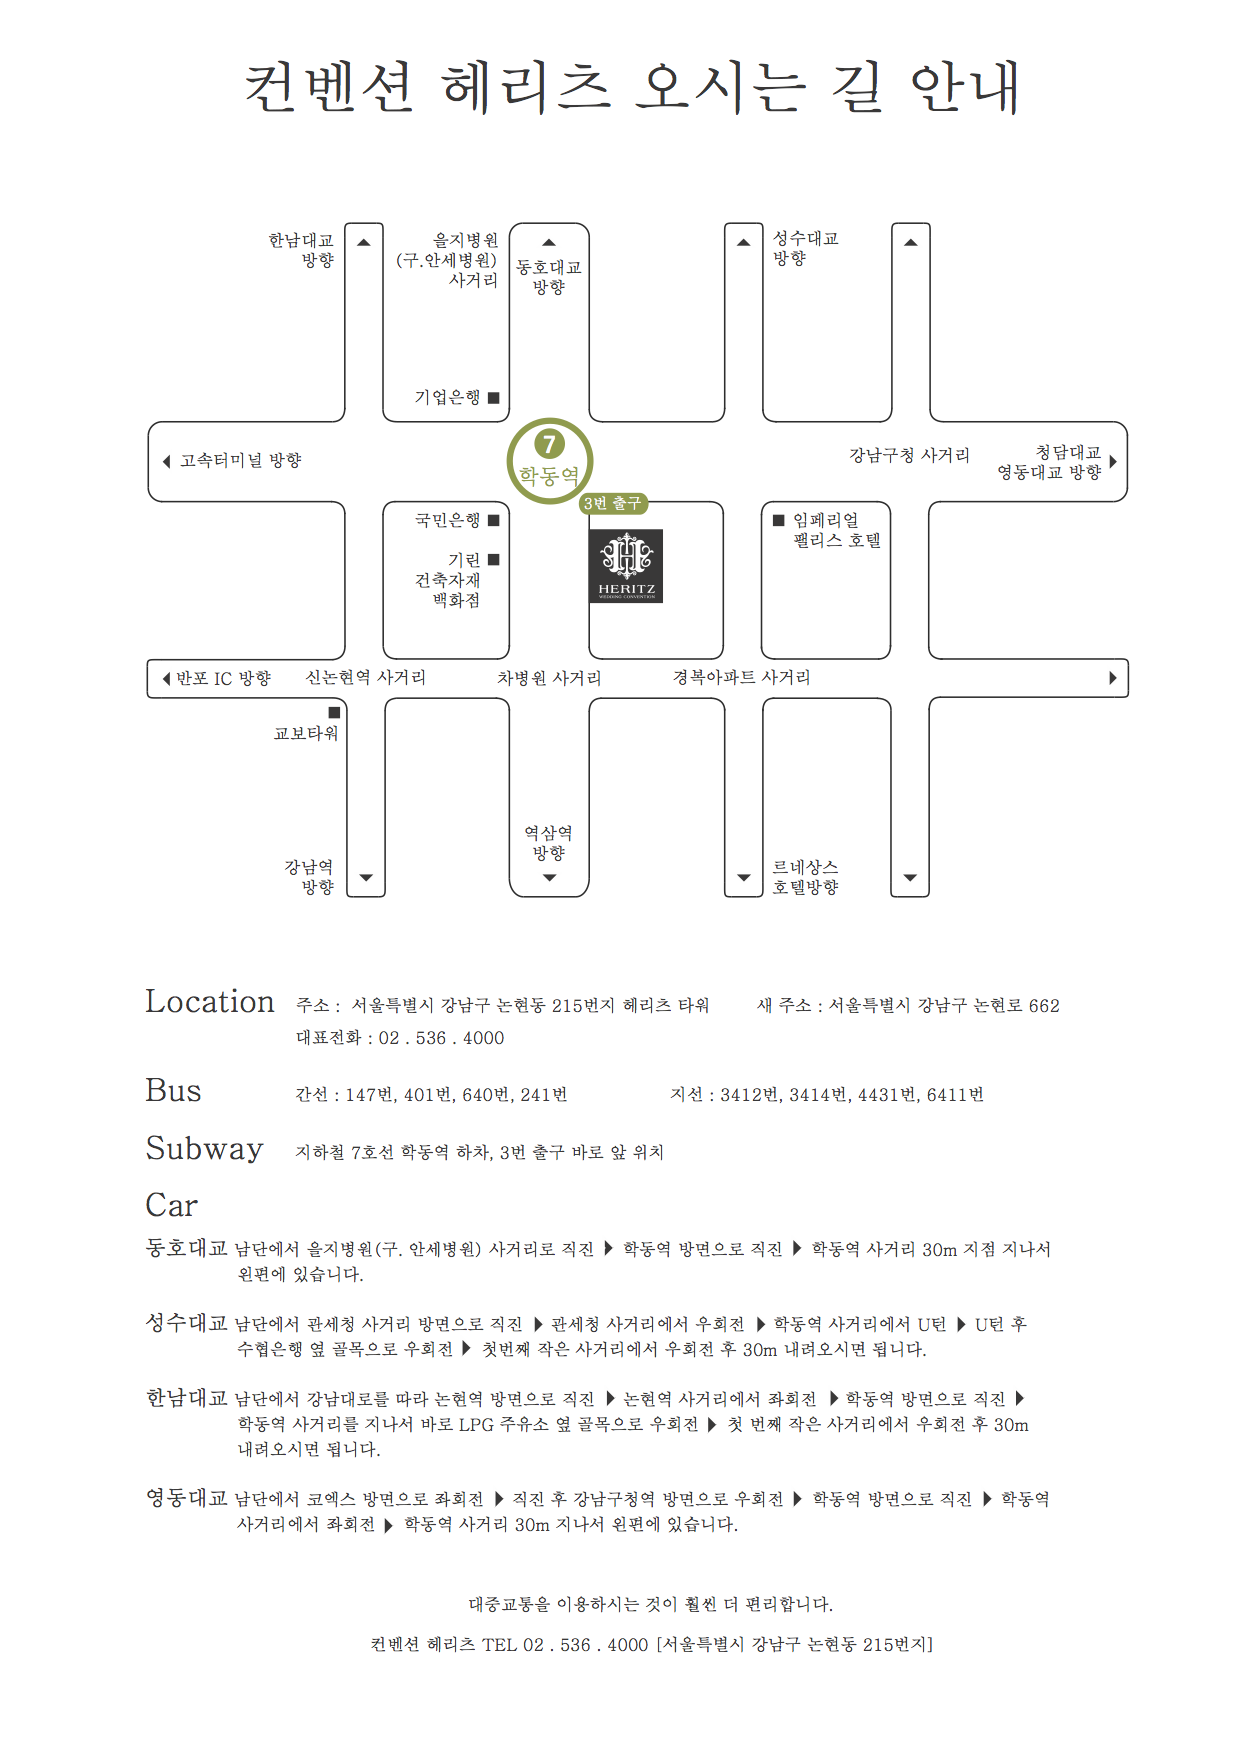 컨벤션 헤리츠 오시는 길 안내
한남대교
방향
을지병원
(구.안세병원)
사거리
동호대교
방향
성수대교
방향
기업은행
고속터미널 방향
7
학동역
3번 출구
강남구청 사거리
청담대교
영동대교 방향
국민은행
기린
건축자재
백화점
HERITZ
WEDDING CONVENTION
임페리얼
팰리스 호텔
반포 IC 방향
신논현역 사거리
차병원 사거리
경복아파트 사거리
교보타워
강남역
방향
역삼역
방향
르네상스
호텔방향
Location 주소 : 서울특별시 강남구 논현동 215번지 헤리츠 타워 새 주소 : 서울특별시 강남구 논현로 662
대표전화 : 02 . 536 . 4000
Bus 간선 : 147번, 401번, 640번, 241번 지선 : 3412번, 3414번, 4431번, 6411번
Subway 지하철 7호선 학동역 하차, 3번 출구 바로 앞 위치
Car
동호대교 남단에서 을지병원(구. 안세병원) 사거리로 직진 ▶ 학동역 방면으로 직진 ▶ 학동역 사거리 30m 지점 지나서
왼편에 있습니다.
성수대교 남단에서 관세청 사거리 방면으로 직진 ▶ 관세청 사거리에서 우회전 ▶ 학동역 사거리에서 U턴 ▶ U턴 후
수협은행 옆 골목으로 우회전 ▶ 첫번째 작은 사거리에서 우회전 후 30m 내려오시면 됩니다.
한남대교 남단에서 강남대로를 따라 논현역 방면으로 직진 ▶ 논현역 사거리에서 좌회전 ▶ 학동역 방면으로 직진 ▶
학동역 사거리를 지나서 바로 LPG 주유소 옆 골목으로 우회전 ▶ 첫 번째 작은 사거리에서 우회전 후 30m
내려오시면 됩니다.
영동대교 남단에서 코엑스 방면으로 좌회전 ▶ 직진 후 강남구청역 방면으로 우회전 ▶ 학동역 방면으로 직진 ▶ 학동역
사거리에서 좌회전 ▶ 학동역 사거리 30m 지나서 왼편에 있습니다.
대중교통을 이용하시는 것이 훨씬 더 편리합니다.
컨벤션 헤리츠 TEL 02 . 536 . 4000 [서울특별시 강남구 논현동 215번지]